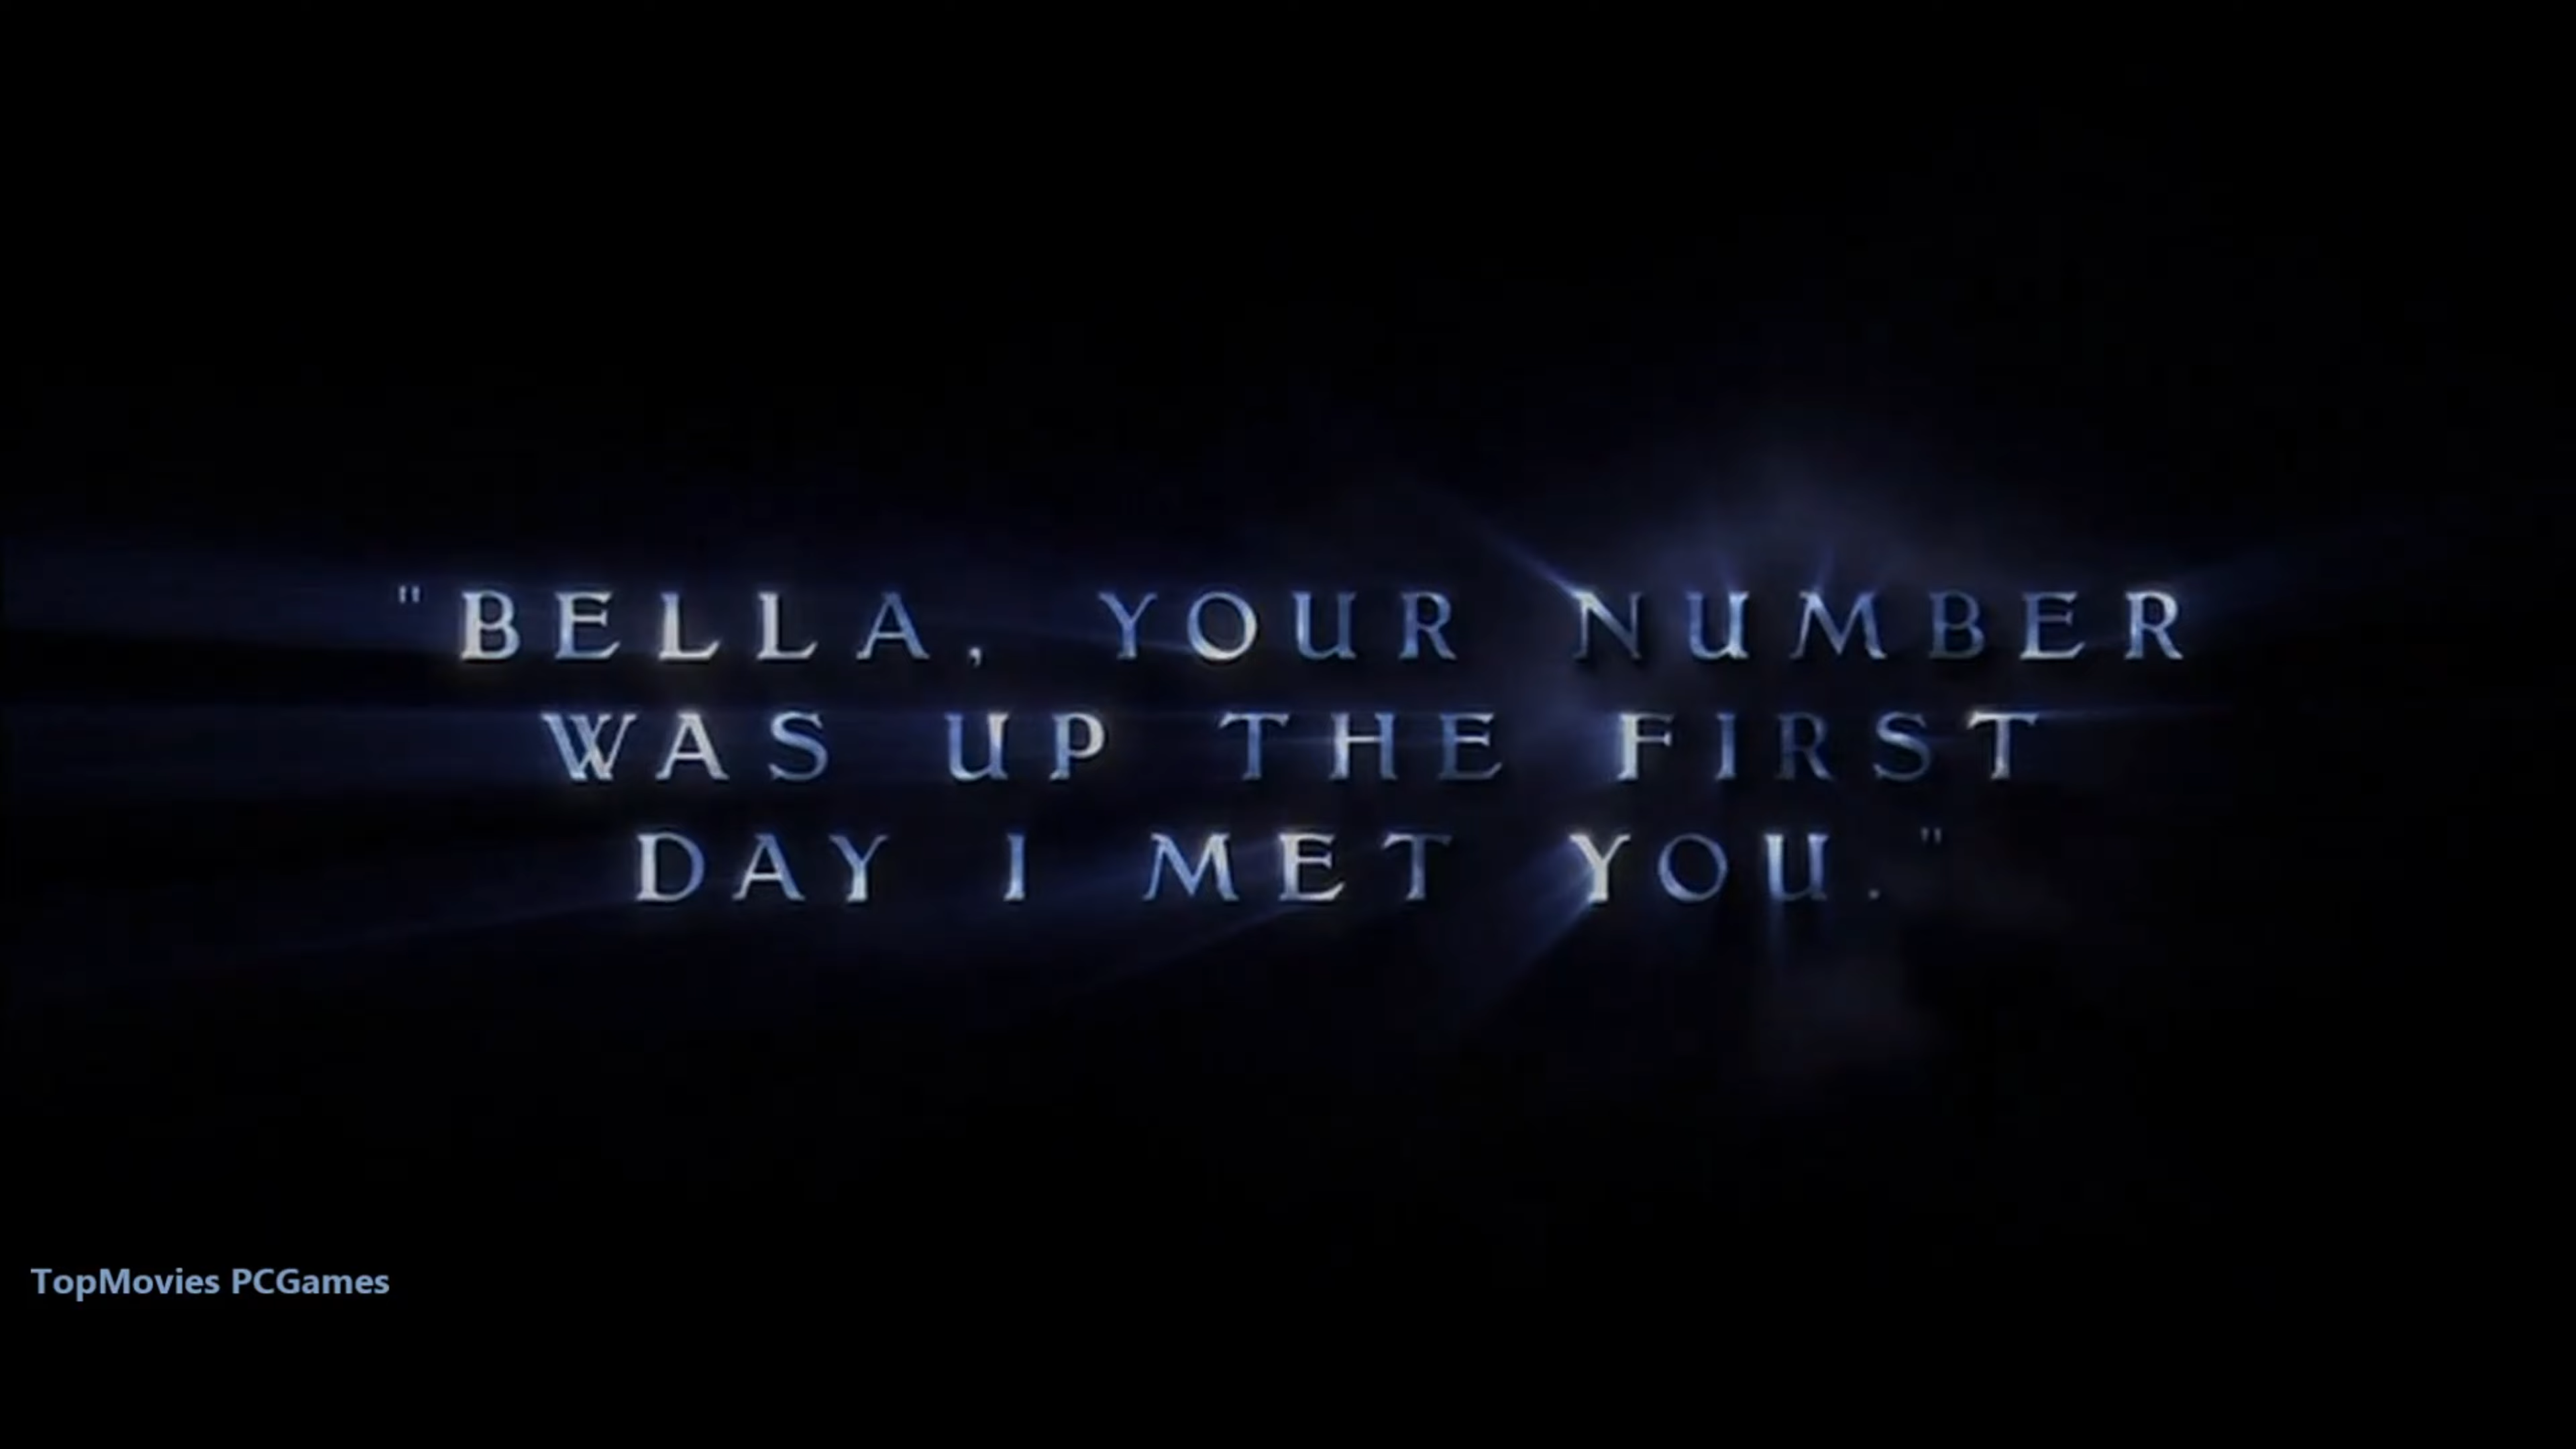 "BELLA, YOUR NUMBER
WAS UP THE FIRST
DAY I MET YOU."
TopMovies PCGames